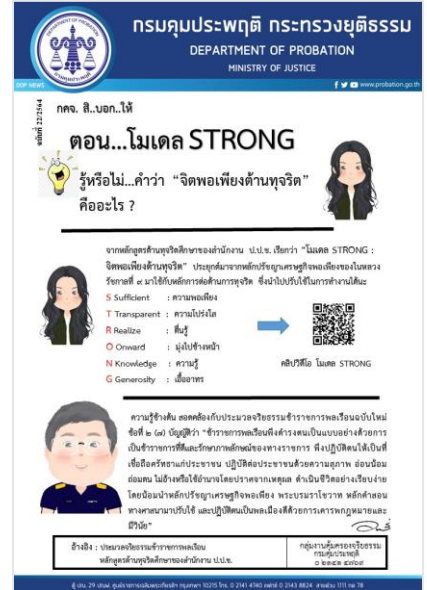 กรมคุมประพฤติ กระทรวงยุติธรรม
DEPARTMENT OF PROBATION
MINISTRY OF JUSTICE
DOP NEWS
www.probation.go.th
ฉบับที่ 22/2564
กคจ. สิ..บอก..ให้
ตอน...โมเดล STRONG
รู้หรือไม่...คำว่า “จิตพอเพียงต้านทุจริต”
คืออะไร ?
จากหลักสูตรต้านทุจริตศึกษาของสำนักงาน ป.ป.ช. เรียกว่า “โมเดล STRONG :
จิตพอเพียงต้านทุจริต” ประยุกต์มาจากหลักปรัชญาเศรษฐกิจพอเพียงของในหลวง
รัชกาลที่ ๙ มาใช้กับหลักการต่อต้านการทุจริต ซึ่งนำไปปรับใช้ในการทำงานได้นะ
S Sufficient : ความพอเพียง
T Transparent : ความโปร่งใส
R Realize : ตื่นรู้
O Onward : มุ่งไปข้างหน้า
N Knowledge : ความรู้
G Generosity : เอื้ออาทร
คลิปวิดีโอ โมเดล STRONG
ความรู้ข้างต้น สอดคล้องกับประมวลจริยธรรมข้าราชการพลเรือนฉบับใหม่
ข้อที่ ๒ (๗) บัญญัติว่า “ข้าราชการพลเรือนพึงดำรงตนเป็นแบบอย่างด้วยการ
เป็นข้าราชการที่ดีและรักษาภาพลักษณ์ของทางราชการ พึงปฏิบัติตนให้เป็นที่
เชื่อถือศรัทธาแก่ประชาชน ปฏิบัติต่อประชาชนด้วยความสุภาพ อ่อนน้อม
ถ่อมตน ไม่อ้างหรือใช้อำนาจโดยปราศจากเหตุผล ดำรงชีวิตอย่างเรียบง่าย
โดยน้อมนำหลักปรัชญาเศรษฐกิจพอเพียง พระบรมราโชวาท หลักคำสอน
ทางศาสนามาปรับใช้ และปฏิบัติตนเป็นพลเมืองดีด้วยการเคารพกฎหมายและ
มีวินัย”
อ้างอิง : ประมวลจริยธรรมข้าราชการพลเรือน
หลักสูตรต้านทุจริตศึกษาของสำนักงาน ป.ป.ช.
กลุ่มงานคุ้มครองจริยธรรม
กรมคุมประพฤติ
๐ ๒๑๔๑ ๔๗๖๙